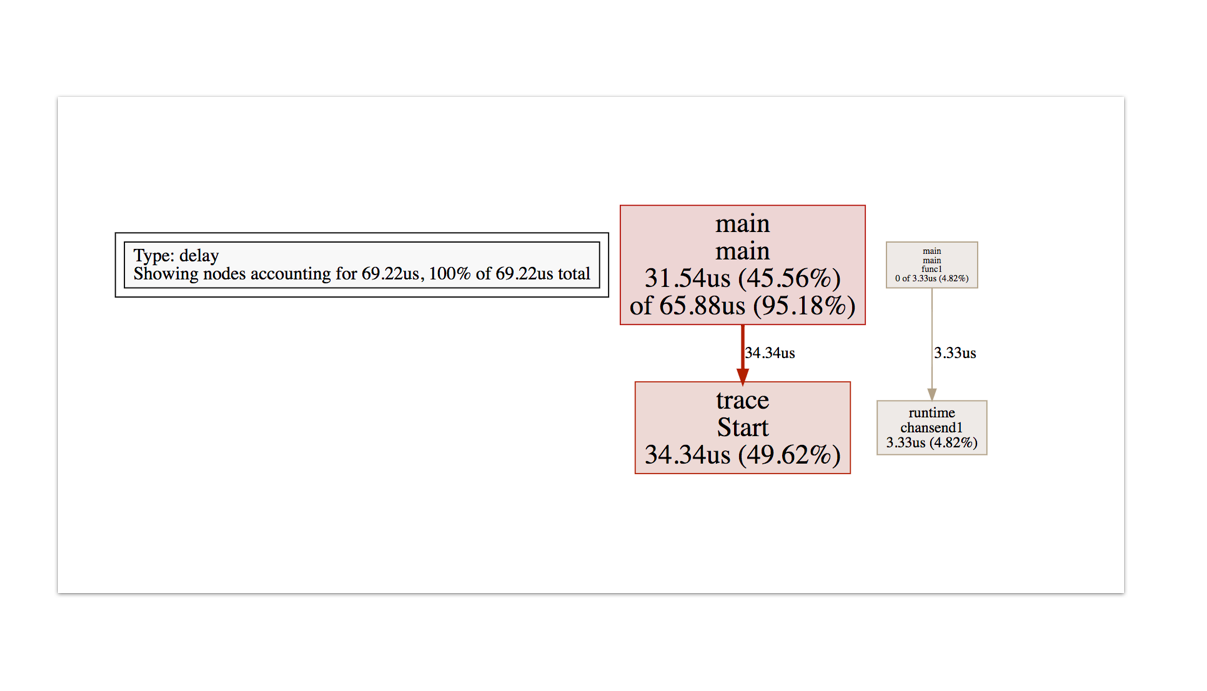 Type: delay
Showing nodes accounting for 69.22us, 100% of 69.22us total
main
main
31.54us (45.56%)
of 65.88us (95.18%)
34.34us
trace
Start
34.34us (49.62%)
main
main
func1
0 of 3.33us (4.82%)
3.33us
runtime
chansend1
3.33us (4.82%)